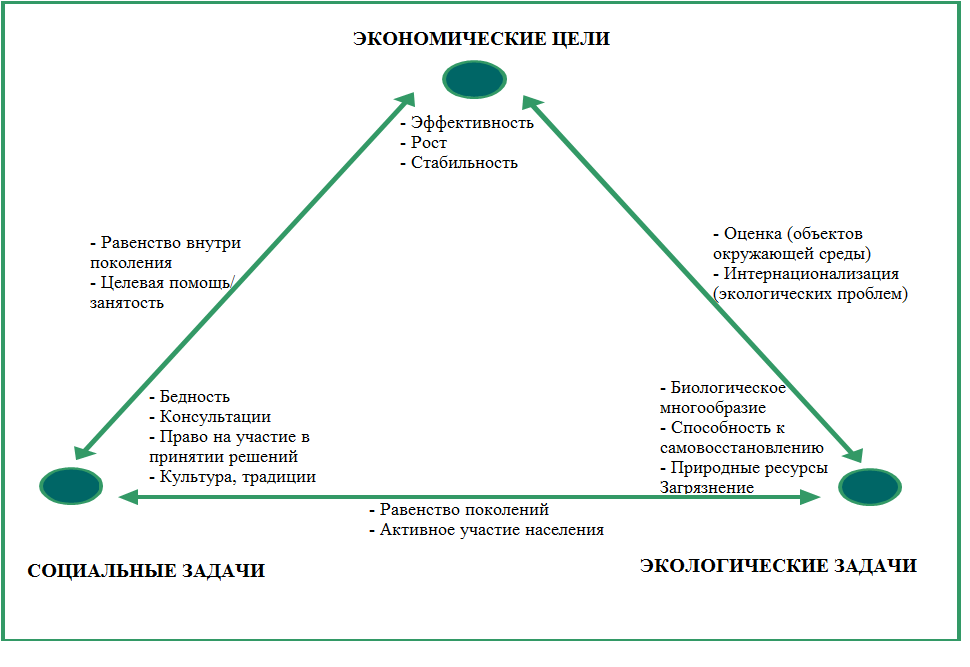 ЭКОНОМИЧЕСКИЕ ЦЕЛИ
- Эффективность
- Рост
- Стабильность
- Равенство внутри
поколения
- Целевая помощь/
занятость
- Оценка (объектов
окружающей среды)
- Интернационализация
(экологических проблем)
- Бедность
- Консультации
- Право на участие в
принятии решений
- Культура, традиции
- Биологическое
многообразие
- Способность к
самовосстановлению
- Природные ресурсы
Загрязнение
- Равенство поколений
- Активное участие населения
СОЦИАЛЬНЫЕ ЗАДАЧИ
ЭКОЛОГИЧЕСКИЕ ЗАДАЧИ